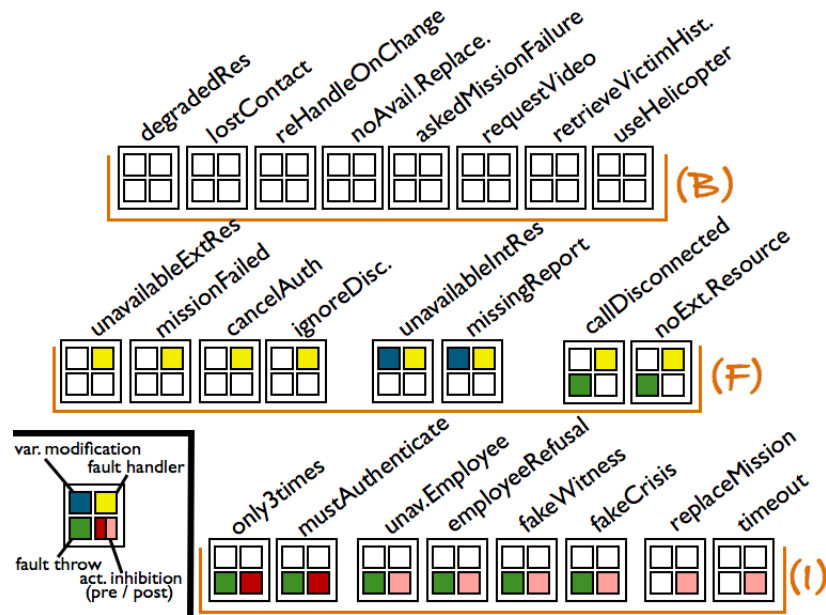 degradedRes
lostContact
reHandleOnChange
noAvail.Replace.
askedMissionFailure
requestVideo
retrieveVictimHist.
useHelicopter
(B)
unavailableExtRes
missionFailed
cancelAuth
ignoreDisc.
unavailableIntRes
missingReport
callDisconnected
noExt.Resource
(F)
var. modification
fault handler
fault throw
act. inhibition
(pre / post)
only3times
mustAuthenticate
unav.Employee
employeeRefusal
fakeWitness
fakeCrisis
replaceMission
timeout
(I)